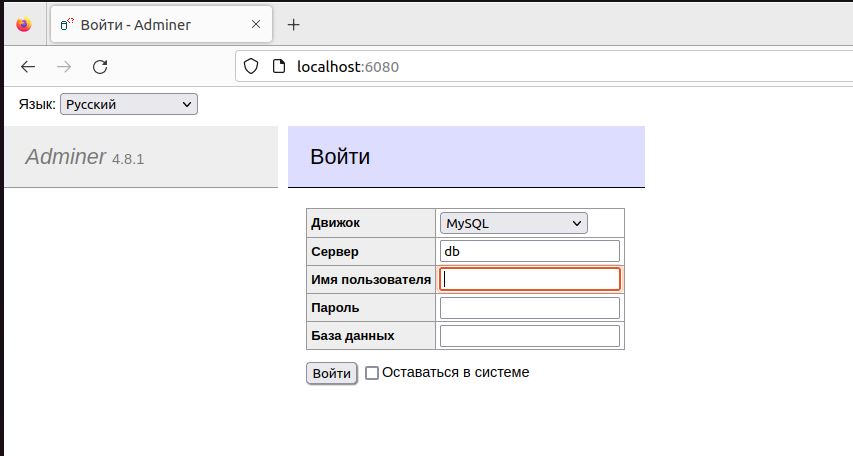 Войти - Adminer
localhost:6080
Язык: Русский
Adminer 4.8.1
Войти
Движок MySQL
Сервер db
Имя пользователя
Пароль
База данных
Войти Оставаться в системе